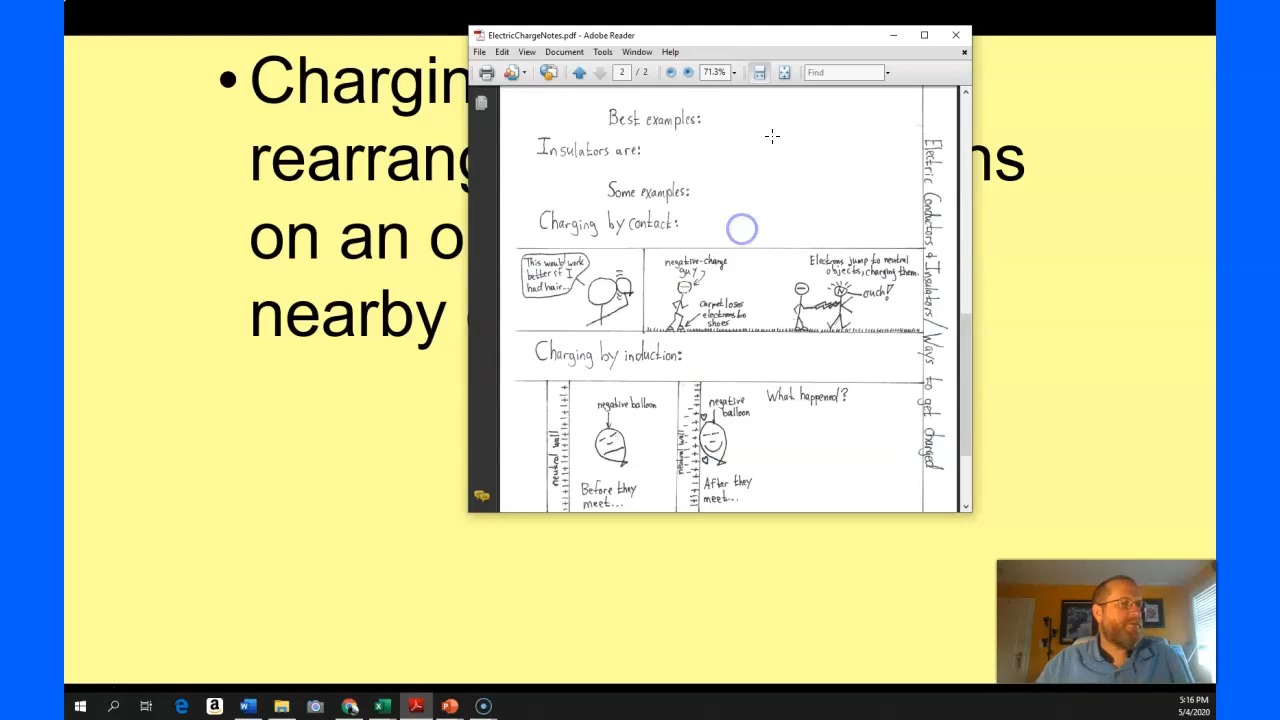 • Chargin
rearrang
ns
on an o
nearby
ElectricChargeNotes.pdf - Adobe Reader
File Edit View Document Tools Window Help
2 / 2 71.3% Find
Best examples:
Insulators are:
Some examples:
Charging by contact:
This would work
better if I
had hair...
negative-charge
guy
carpet loses
electrons to
shoes
Electrons jump to neutral
objects, charging them.
ouch!
N
Charging by induction:
neutral wall
negative balloon
Before they
meet...
neutral wall
negative
balloon
After they
meet...
What happened?
Electric Conductors & Insulators / Ways to get charged
5:16 PM
5/4/2020